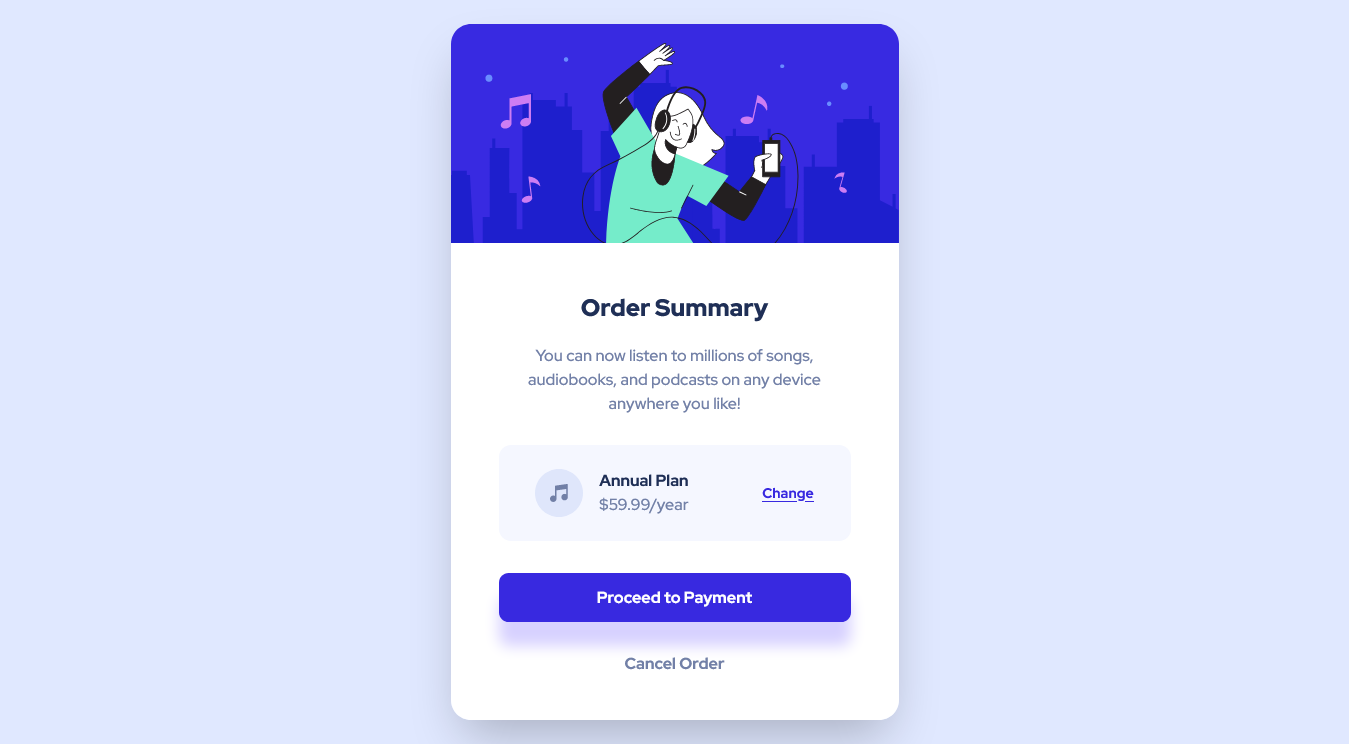 Order Summary
You can now listen to millions of songs,
audiobooks, and podcasts on any device
anywhere you like!
Annual Plan
$59.99/year
Change
Proceed to Payment
Cancel Order